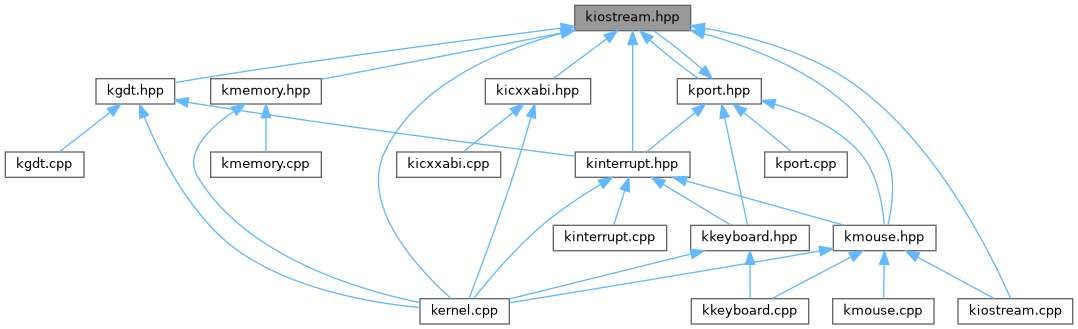 kiostream.hpp
kgdt.hpp
kmemory.hpp
kicxxabi.hpp
kport.hpp
kgdt.cpp
kmemory.cpp
kicxxabi.cpp
kinterrupt.hpp
kport.cpp
kinterrupt.cpp
kkeyboard.hpp
kmouse.hpp
kernel.cpp
kkeyboard.cpp
kmouse.cpp
kiostream.cpp